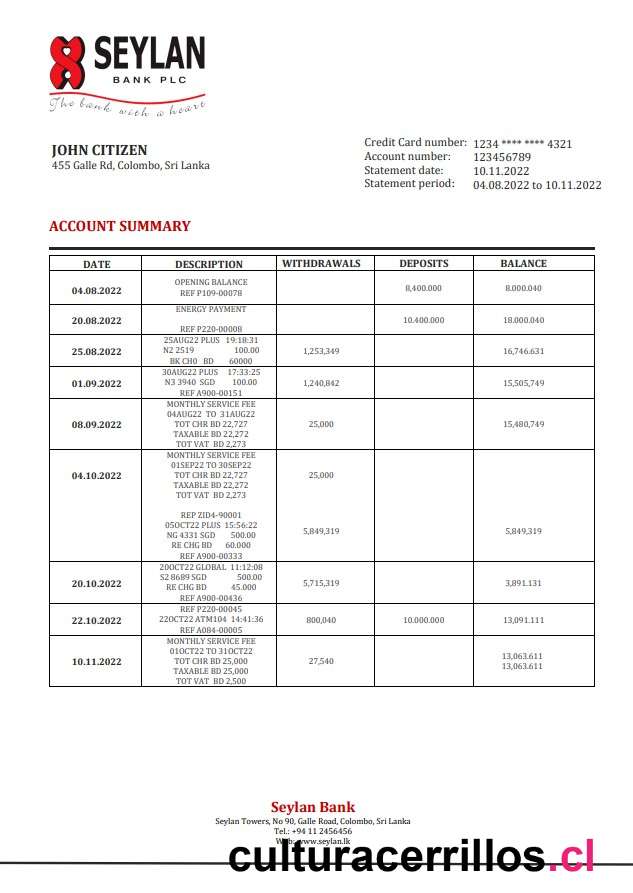 SEYLAN
BANK PLC
The bank with a heart
JOHN CITIZEN
455 Galle Rd, Colombo, Sri Lanka
Credit Card number: 1234 **** **** 4321
Account number: 123456789
Statement date: 10.11.2022
Statement period: 04.08.2022 to 10.11.2022
ACCOUNT SUMMARY
DATE DESCRIPTION WITHDRAWALS DEPOSITS BALANCE
OPENING BALANCE
04.08.2022 8,400.000 8.000.040
REF P109-00078
ENERGY PAYMENT
20.08.2022 10.400.000 18.000.040
REF P220-00008
25AUG22 PLUS 19:18:31
25.08.2022 N2 2519 100.00 1,253,349 16,746.631
BK CH0 BD 60000
30AUG22 PLUS 17:33:25
01.09.2022 N3 3940 SGD 100.00 1,240,842 15,505,749
REF A900-00151
MONTHLY SERVICE FEE
04AUG22 TO 31AUG22
08.09.2022 TOT CHR BD 22,727 25,000 15,480,749
TAXABLE BD 22,272
TOT VAT BD 2,273
MONTHLY SERVICE FEE
01SEP22 TO 30SEP22
04.10.2022 TOT CHR BD 22,727 25,000
TAXABLE BD 22,272
TOT VAT BD 2,273
REP ZID4-90001
05OCT22 PLUS 15:56:22
NG 4331 SGD 500.00 5,849,319 5,849,319
RE CHG BD 60.000
REF A900-00333
20OCT22 GLOBAL 11:12:08
S2 8689 SGD 500.00
20.10.2022 5,715,319 3,891.131
RE CHG BD 45.000
REF A900-00436
REF P220-00045
22.10.2022 22OCT22 ATM104 14:41:36 800,040 10.000.000 13,091.111
REF A084-00005
MONTHLY SERVICE FEE
01OCT22 TO 31OCT22
10.11.2022 TOT CHR BD 25,000 27,540 13,063.611
TAXABLE BD 25,000 13,063.611
TOT VAT BD 2,500
Seylan Bank
Seylan Towers, No 90, Galle Road, Colombo, Sri Lanka
Tel.: +94 11 2456456
Web: www.seylan.lk
culturacerrillos.cl